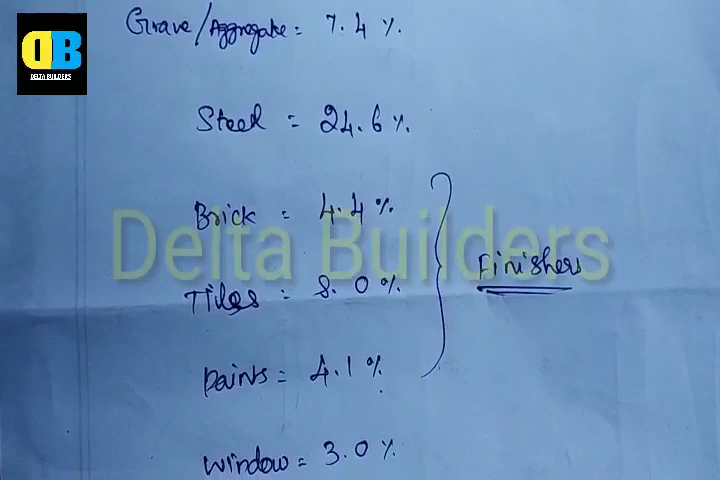 Grave/Aggregate = 7.4 %.
DB
DELTA BUILDERS
Steel = 24.6 %.
Brick = 4.4 %
Delta Builders
Finishers
Tiles = 8.0 %.
Paints = 4.1 %.
Window = 3.0 %